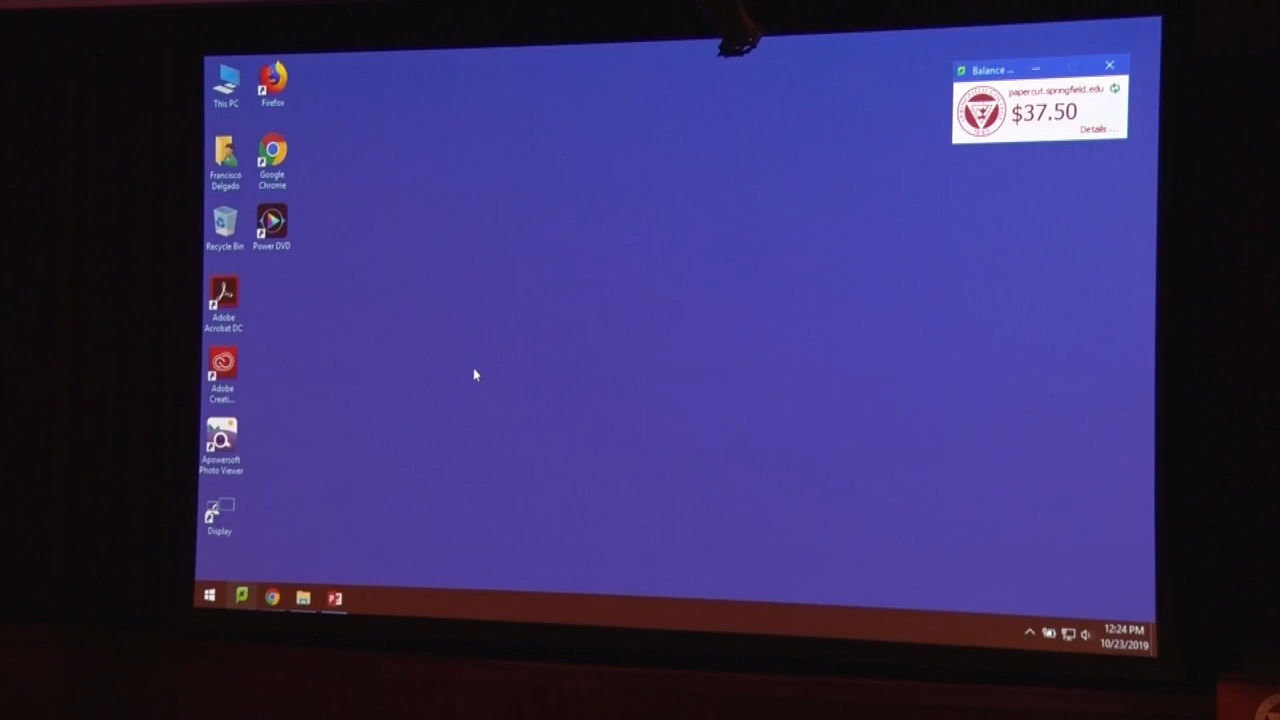 This PC
Firefox
Francisco
Delgado
Google
Chrome
Recycle Bin
Power DVD
Adobe
Acrobat DC
Adobe
Creati...
Apowersoft
Photo Viewer
Display
Balance ...
papercut.springfield.edu
$37.50
Details ...
12:24 PM
10/23/2019